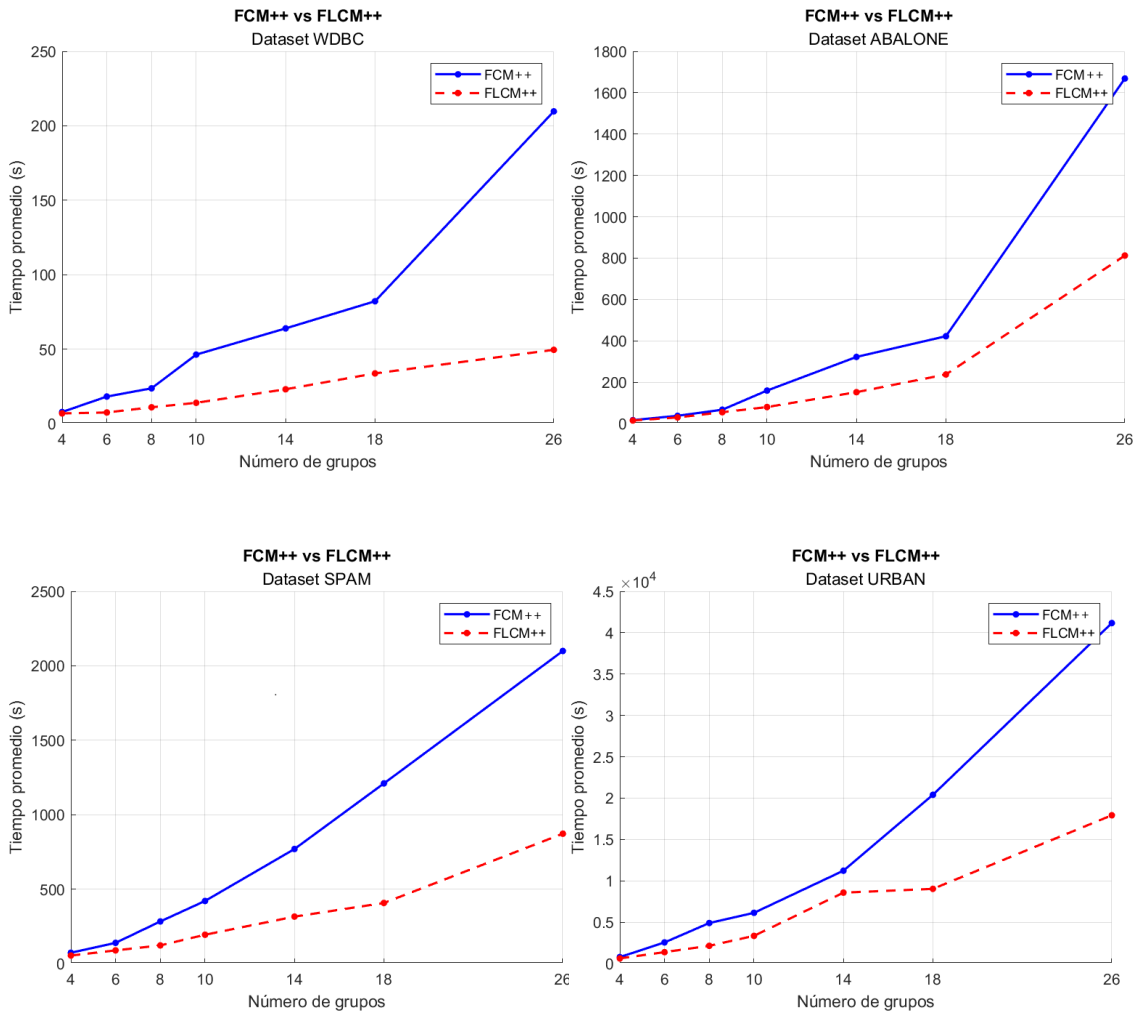 FCM++ vs FLCM++
Dataset WDBC
FCM++
FLCM++
Tiempo promedio (s)
250
200
150
100
50
0
4 6 8 10 14 18 26
Número de grupos
FCM++ vs FLCM++
Dataset ABALONE
FCM++
FLCM++
Tiempo promedio (s)
1800
1600
1400
1200
1000
800
600
400
200
0
4 6 8 10 14 18 26
Número de grupos
FCM++ vs FLCM++
Dataset SPAM
FCM++
FLCM++
Tiempo promedio (s)
2500
2000
1500
1000
500
0
4 6 8 10 14 18 26
Número de grupos
FCM++ vs FLCM++
Dataset URBAN
×10⁴
FCM++
FLCM++
Tiempo promedio (s)
4.5
4
3.5
3
2.5
2
1.5
1
0.5
0
4 6 8 10 14 18 26
Número de grupos